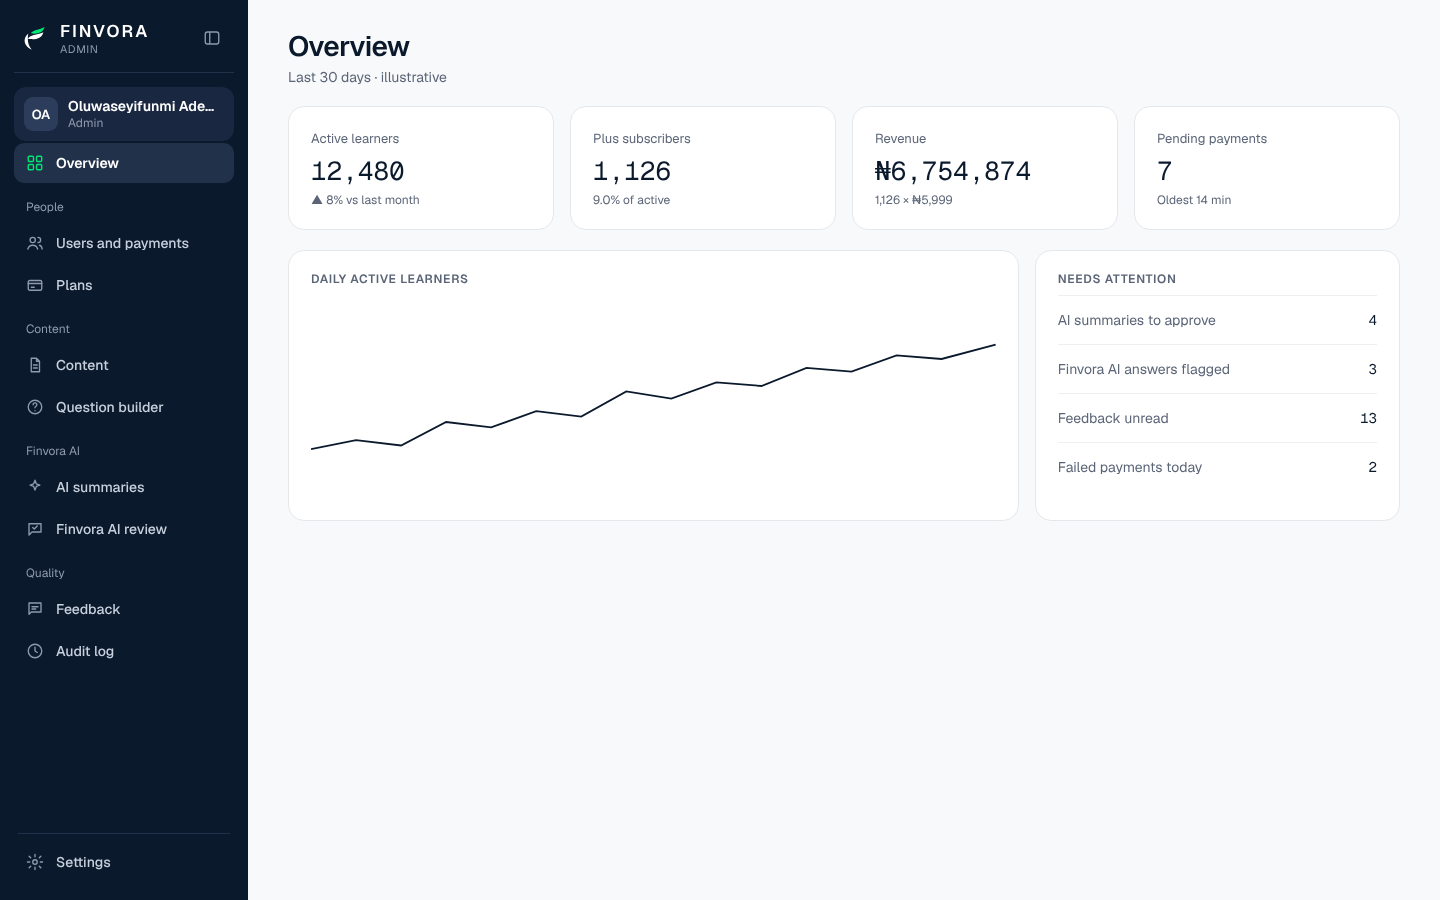 FINVORA
ADMIN
OA
Oluwaseyifunmi Ade...
Admin
Overview
People
Users and payments
Plans
Content
Content
Question builder
Finvora AI
AI summaries
Finvora AI review
Quality
Feedback
Audit log
Settings
Overview
Last 30 days · illustrative
Active learners
12,480
▲ 8% vs last month
Plus subscribers
1,126
9.0% of active
Revenue
₦6,754,874
1,126 × ₦5,999
Pending payments
7
Oldest 14 min
DAILY ACTIVE LEARNERS
NEEDS ATTENTION
AI summaries to approve 4
Finvora AI answers flagged 3
Feedback unread 13
Failed payments today 2